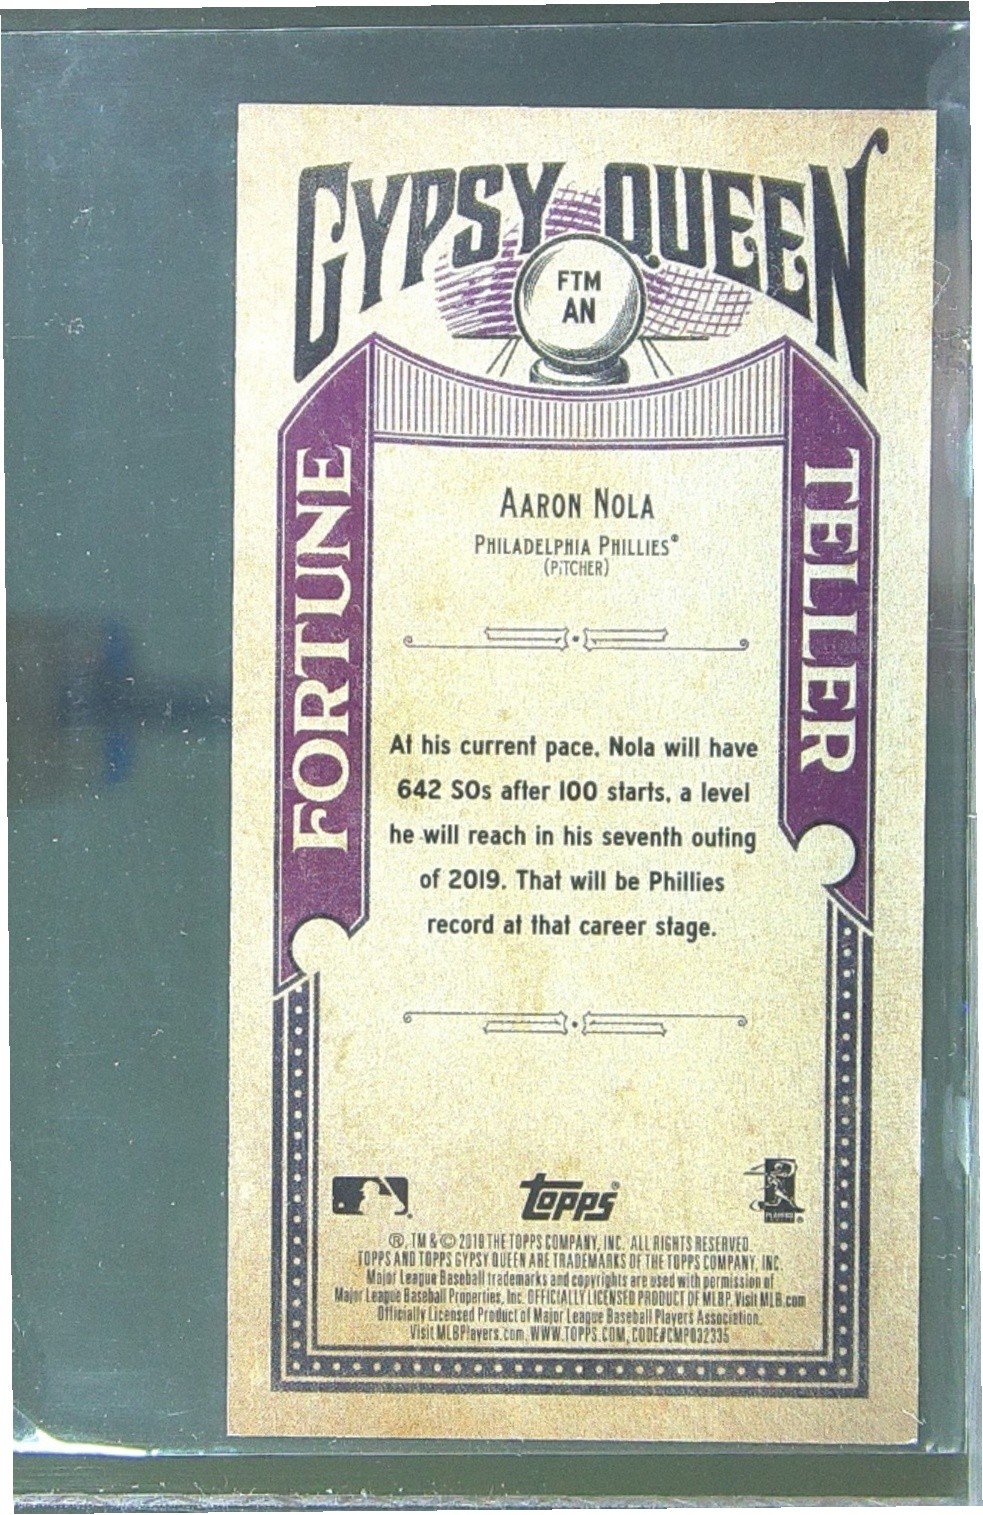 GYPSY QUEEN
FTM
AN
FORTUNE
TELLER
AARON NOLA
PHILADELPHIA PHILLIES®
(PITCHER)
At his current pace, Nola will have
642 SOs after 100 starts, a level
he will reach in his seventh outing
of 2019. That will be Phillies
record at that career stage.
TOPPS®
PLAYERS
®, TM & © 2019 THE TOPPS COMPANY, INC. ALL RIGHTS RESERVED.
TOPPS AND TOPPS GYPSY QUEEN ARE TRADEMARKS OF THE TOPPS COMPANY, INC.
Major League Baseball trademarks and copyrights are used with permission of
Major League Baseball Properties, Inc. OFFICIALLY LICENSED PRODUCT OF MLBP. Visit MLB.com
Officially Licensed Product of Major League Baseball Players Association.
Visit MLBPlayers.com, WWW.TOPPS.COM, CODE#CMP032335